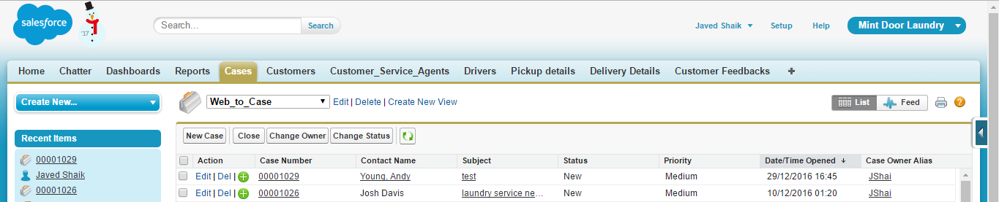 salesforce
'17
Search...
Search
Javed Shaik
Setup
Help
Mint Door Laundry
Home Chatter Dashboards Reports Cases Customers Customer_Service_Agents Drivers Pickup details Delivery Details Customer Feedbacks +
Create New...
Web_to_Case
Edit | Delete | Create New View
List
Feed
?
Recent Items
00001029
Javed Shaik
00001026
New Case Close Change Owner Change Status
Action Case Number Contact Name Subject Status Priority Date/Time Opened Case Owner Alias
Edit | Del | 00001029 Young, Andy test New Medium 29/12/2016 16:45 JShai
Edit | Del | 00001026 Josh Davis laundry service ne... New Medium 10/12/2016 01:20 JShai